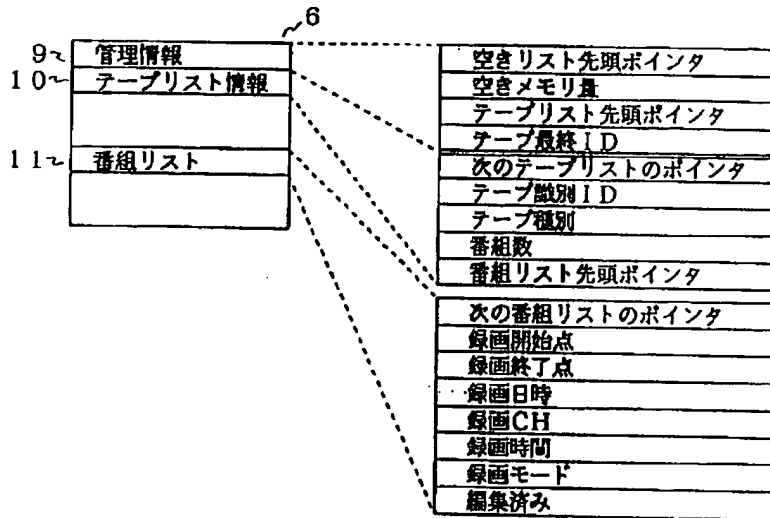 6
9
管理情報
10
テープリスト情報
11
番組リスト
空きリスト先頭ポインタ
空きメモリ量
テープリスト先頭ポインタ
テープ最終ID
次のテープリストのポインタ
テープ識別ID
テープ種別
番組数
番組リスト先頭ポインタ
次の番組リストのポインタ
録画開始点
録画終了点
録画日時
録画CH
録画時間
録画モード
編集済み